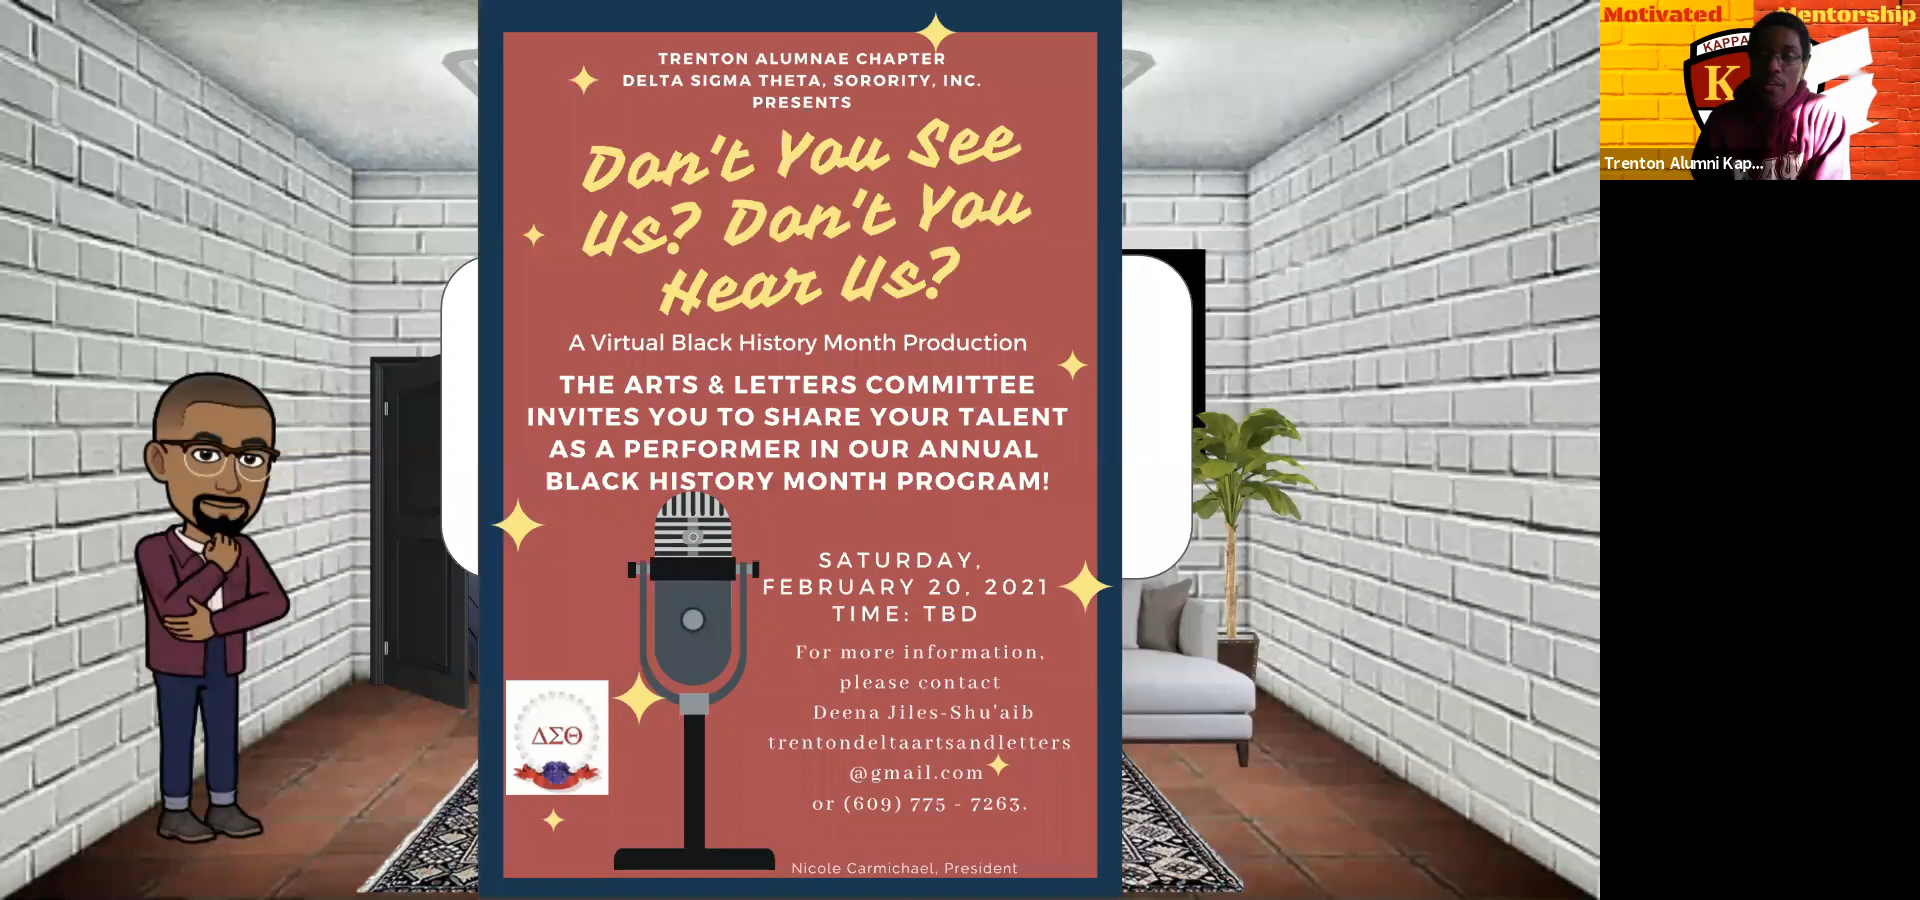 TRENTON ALUMNAE CHAPTER
DELTA SIGMA THETA, SORORITY, INC.
PRESENTS
Don't You See
Us? Don't You
Hear Us?
A Virtual Black History Month Production
THE ARTS & LETTERS COMMITTEE
INVITES YOU TO SHARE YOUR TALENT
AS A PERFORMER IN OUR ANNUAL
BLACK HISTORY MONTH PROGRAM!
SATURDAY,
FEBRUARY 20, 2021
TIME: TBD
For more information,
please contact
Deena Jiles-Shu'aib
trentondeltaartsandletters
@gmail.com
or (609) 775 - 7263.
ΔΣΘ
Nicole Carmichael, President
Motivated Mentorship
KAPPA
K
Trenton Alumni Kap...